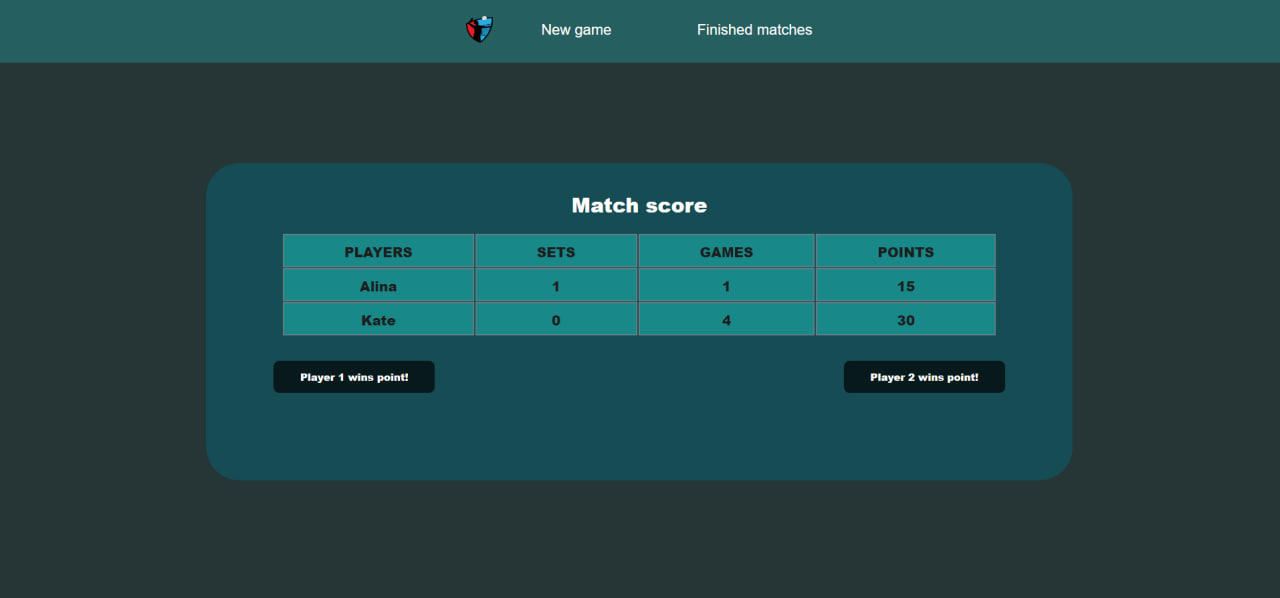 New game Finished matches
Match score
PLAYERS SETS GAMES POINTS
Alina 1 1 15
Kate 0 4 30
Player 1 wins point! Player 2 wins point!